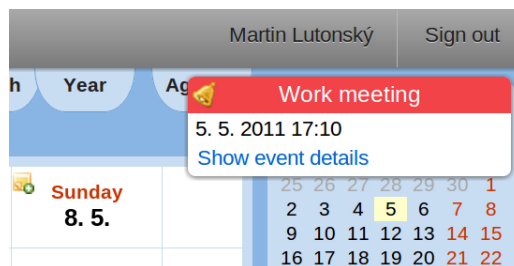 Martin Lutonský Sign out
h Year Ag
Work meeting
5. 5. 2011 17:10
Show event details
Sunday
8. 5.
25 26 27 28 29 30 1
2 3 4 5 6 7 8
9 10 11 12 13 14 15
16 17 18 19 20 21 22